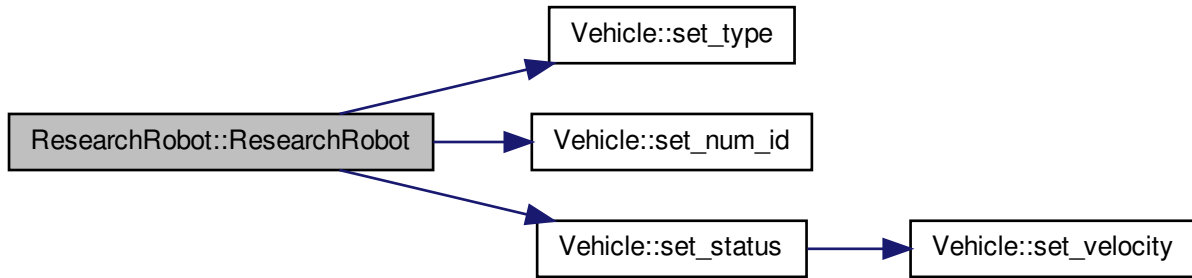 Vehicle::set_type
ResearchRobot::ResearchRobot
Vehicle::set_num_id
Vehicle::set_status
Vehicle::set_velocity